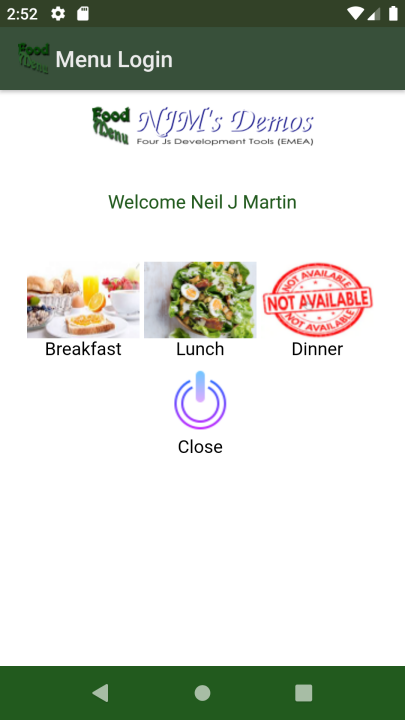 2:52
Food Menu Menu Login
Food Menu NJM's Demos
Four Js Development Tools (EMEA)
Welcome Neil J Martin
NOT AVAILABLE
NOT AVAILABLE
NOT AVAILABLE
Breakfast Lunch Dinner
Close